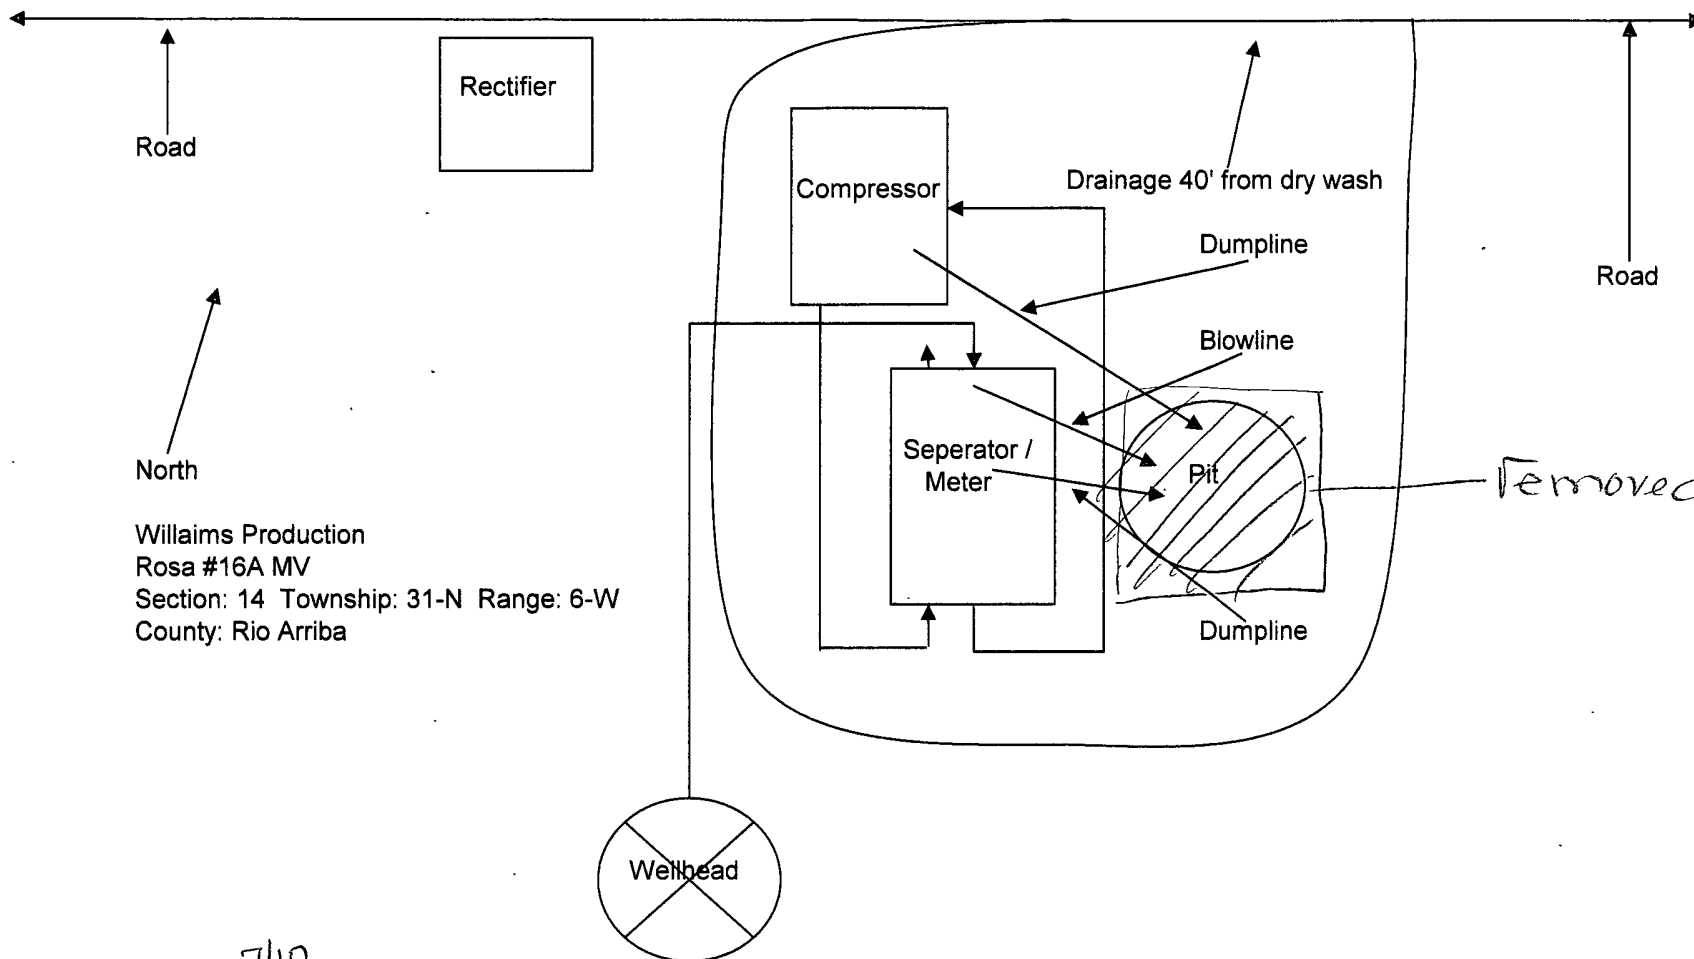 Rectifier
Road
Compressor
Drainage 40' from dry wash
Dumpline
Road
Blowline
Seperator /
Meter
Pit
North
Willaims Production
Rosa #16A MV
Section: 14 Township: 31-N Range: 6-W
County: Rio Arriba
Dumpline
Wellhead